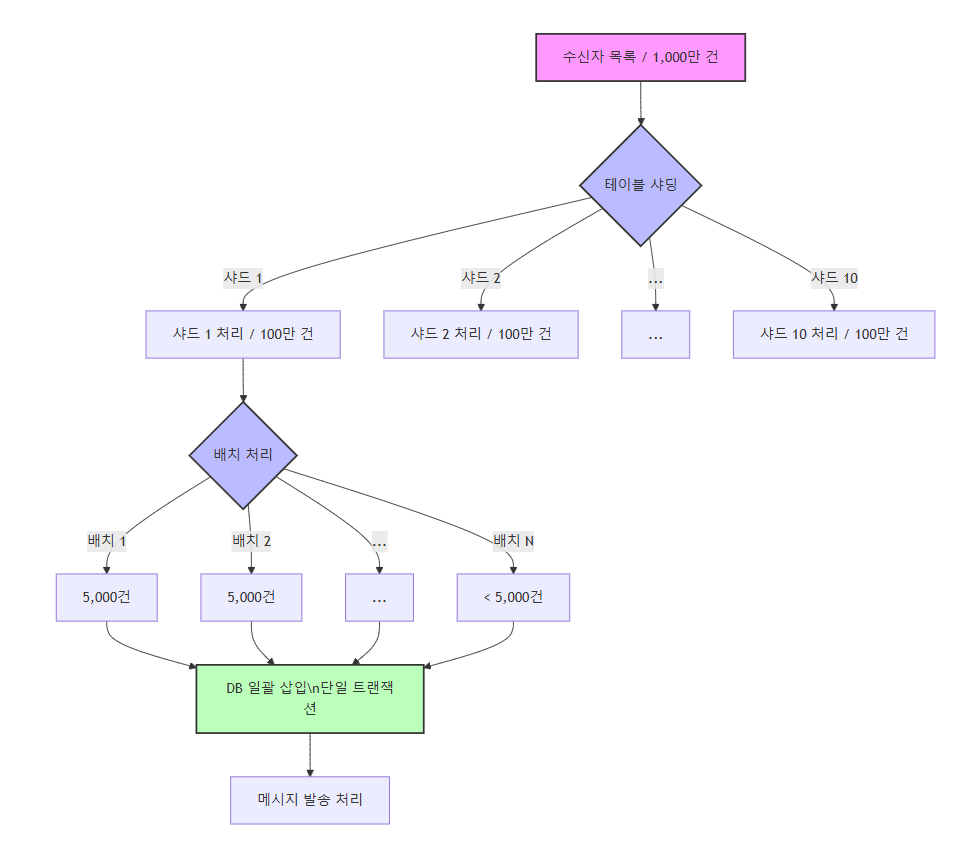 수신자 목록 / 1,000만 건
테이블 샤딩
샤드 1
샤드 2
...
샤드 10
샤드 1 처리 / 100만 건
샤드 2 처리 / 100만 건
...
샤드 10 처리 / 100만 건
배치 처리
배치 1
배치 2
...
배치 N
5,000건
5,000건
...
< 5,000건
DB 일괄 삽입\n단일 트랜잭
션
메시지 발송 처리